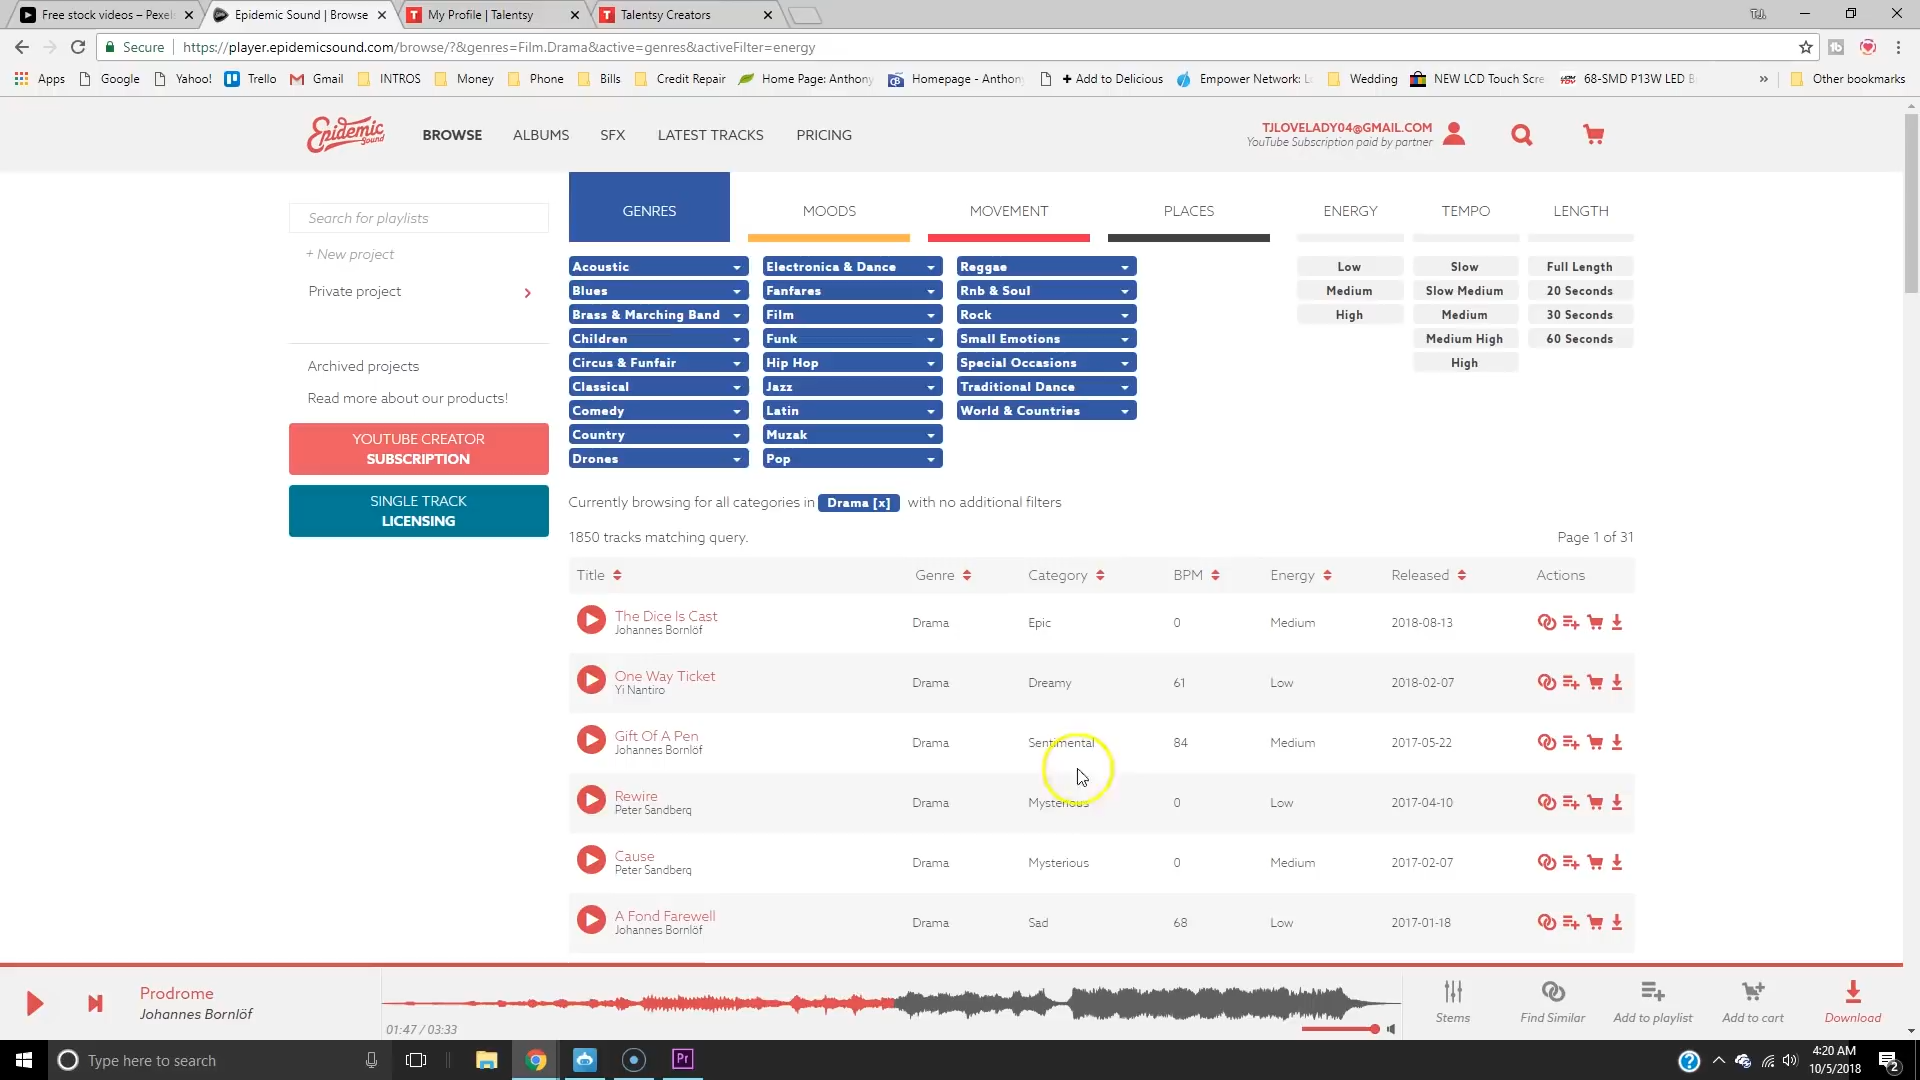 Free stock videos – Pexel
Epidemic Sound | Browse
My Profile | Talentsy
Talentsy Creators
TJ.
Secure
https://player.epidemicsound.com/browse/?&genres=Film.Drama&active=genres&activeFilter=energy
Apps
Google
Yahoo!
Trello
Gmail
INTROS
Money
Phone
Bills
Credit Repair
Home Page: Anthony
Homepage - Anthon
+ Add to Delicious
Empower Network: L
Wedding
NEW LCD Touch Scre
68-SMD P13W LED B
»
Other bookmarks
Epidemic Sound
BROWSE
ALBUMS
SFX
LATEST TRACKS
PRICING
TJLOVELADY04@GMAIL.COM
YouTube Subscription paid by partner
Search for playlists
+ New project
Private project
Archived projects
Read more about our products!
YOUTUBE CREATOR
SUBSCRIPTION
SINGLE TRACK
LICENSING
GENRES MOODS MOVEMENT PLACES ENERGY TEMPO LENGTH
Acoustic Electronica & Dance Reggae Low Slow Full Length
Blues Fanfares Rnb & Soul Medium Slow Medium 20 Seconds
Brass & Marching Band Film Rock High Medium 30 Seconds
Children Funk Small Emotions Medium High 60 Seconds
Circus & Funfair Hip Hop Special Occasions High
Classical Jazz Traditional Dance
Comedy Latin World & Countries
Country Muzak
Drones Pop
Currently browsing for all categories in Drama [x] with no additional filters
1850 tracks matching query. Page 1 of 31
Title Genre Category BPM Energy Released Actions
The Dice Is Cast Drama Epic 0 Medium 2018-08-13
Johannes Bornlöf
One Way Ticket Drama Dreamy 61 Low 2018-02-07
Yi Nantiro
Gift Of A Pen Drama Sentimental 84 Medium 2017-05-22
Johannes Bornlöf
Rewire Drama Mysterious 0 Low 2017-04-10
Peter Sandberg
Cause Drama Mysterious 0 Medium 2017-02-07
Peter Sandberg
A Fond Farewell Drama Sad 68 Low 2017-01-18
Johannes Bornlöf
Prodrome
Johannes Bornlöf
01:47 / 03:33
Stems
Find Similar
Add to playlist
Add to cart
Download
Type here to search
Pr
4:20 AM
10/5/2018
2